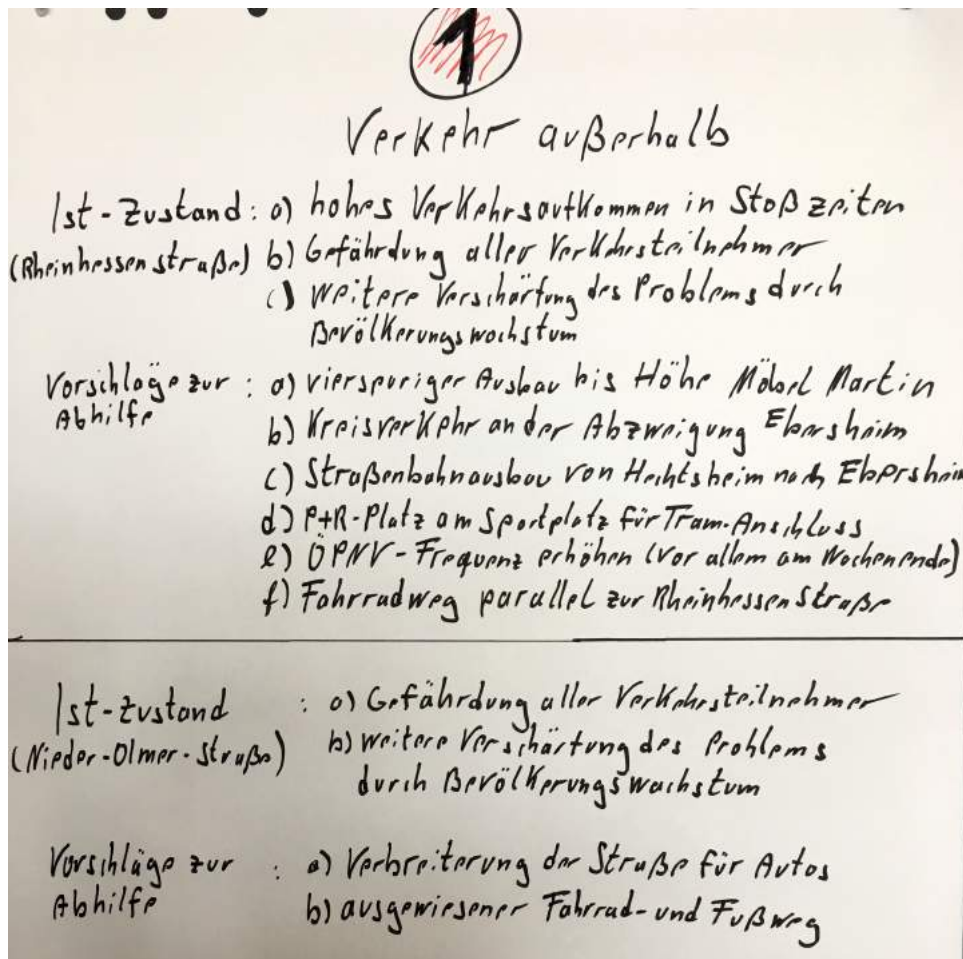 1
Verkehr außerhalb
Ist-Zustand: a) hohes Verkehrsaufkommen in Stoßzeiten
(Rheinhessenstraße) b) Gefährdung aller Verkehrsteilnehmer
c) weitere Verschärfung des Problems durch
Bevölkerungswachstum
Vorschläge zur : a) vierspuriger Ausbau bis Höhe Möbel Martin
Abhilfe b) Kreisverkehr an der Abzweigung Ebersheim
c) Straßenbahnausbau von Hechtsheim nach Ebersheim
d) P+R-Platz am Sportplatz für Tram-Anschluss
e) ÖPNV-Frequenz erhöhen (vor allem am Wochenende)
f) Fahrradweg parallel zur Rheinhessenstraße
Ist-Zustand : a) Gefährdung aller Verkehrsteilnehmer
(Nieder-Olmer-Straße) b) weitere Verschärfung des Problems
durch Bevölkerungswachstum
Vorschläge zur : a) Verbreiterung der Straße für Autos
Abhilfe b) ausgewiesener Fahrrad- und Fußweg